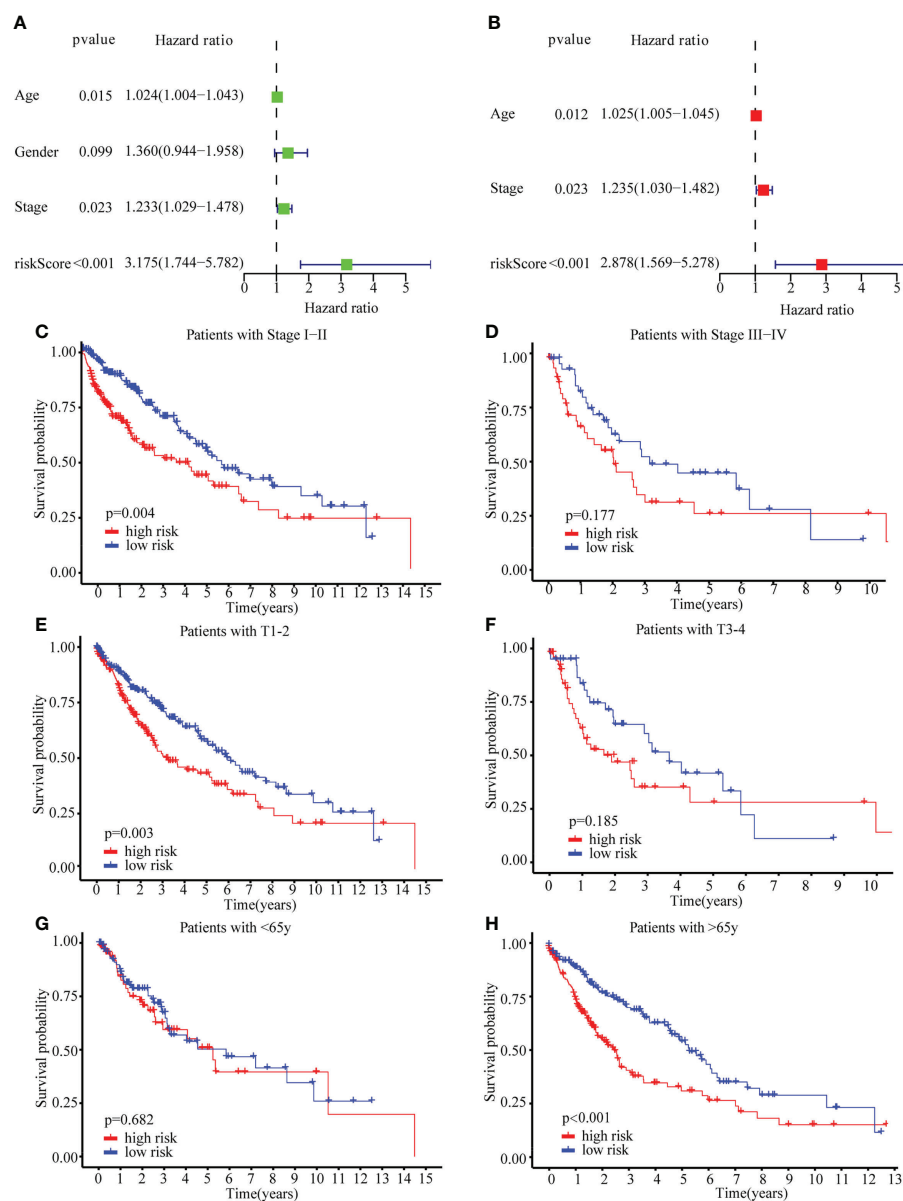 A
pvalue Hazard ratio
Age 0.015 1.024(1.004−1.043)
Gender 0.099 1.360(0.944−1.958)
Stage 0.023 1.233(1.029−1.478)
riskScore <0.001 3.175(1.744−5.782)
0 1 2 3 4 5
Hazard ratio
B
pvalue Hazard ratio
Age 0.012 1.025(1.005−1.045)
Stage 0.023 1.235(1.030−1.482)
riskScore <0.001 2.878(1.569−5.278)
0 1 2 3 4 5
Hazard ratio
C
Patients with Stage I−II
Survival probability
1.00
0.75
0.50
0.25
0.00
p=0.004
high risk
low risk
0 1 2 3 4 5 6 7 8 9 10 11 12 13 14 15
Time(years)
D
Patients with Stage III−IV
Survival probability
1.00
0.75
0.50
0.25
0.00
p=0.177
high risk
low risk
0 1 2 3 4 5 6 7 8 9 10
Time(years)
E
Patients with T1-2
Survival probability
1.00
0.75
0.50
0.25
0.00
p=0.003
high risk
low risk
0 1 2 3 4 5 6 7 8 9 10 11 12 13 14 15
Time(years)
F
Patients with T3-4
Survival probability
1.00
0.75
0.50
0.25
0.00
p=0.185
high risk
low risk
0 1 2 3 4 5 6 7 8 9 10
Time(years)
G
Patients with <65y
Survival probability
1.00
0.75
0.50
0.25
0.00
p=0.682
high risk
low risk
0 1 2 3 4 5 6 7 8 9 10 11 12 13 14 15
Time(years)
H
Patients with >65y
Survival probability
1.00
0.75
0.50
0.25
0.00
p<0.001
high risk
low risk
0 1 2 3 4 5 6 7 8 9 10 11 12 13
Time(years)